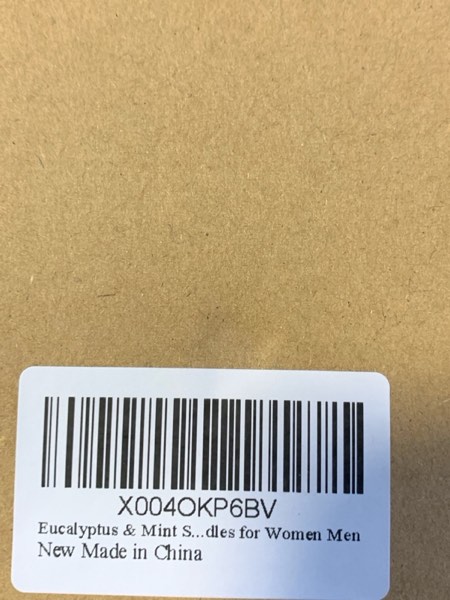 X004OKP6BV
Eucalyptus & Mint S...dles for Women Men
New Made in China